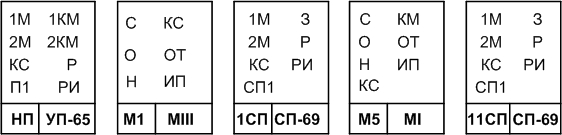 1М 1КМ
2М 2КМ
КС Р
П1 РИ
НП УП-65
С КС
О ОТ
Н ИП
М1 МIII
1М З
2М Р
КС РИ
СП1
1СП СП-69
С КМ
О ОТ
Н ИП
КС
М5 МI
1М З
2М Р
КС РИ
СП1
11СП СП-69